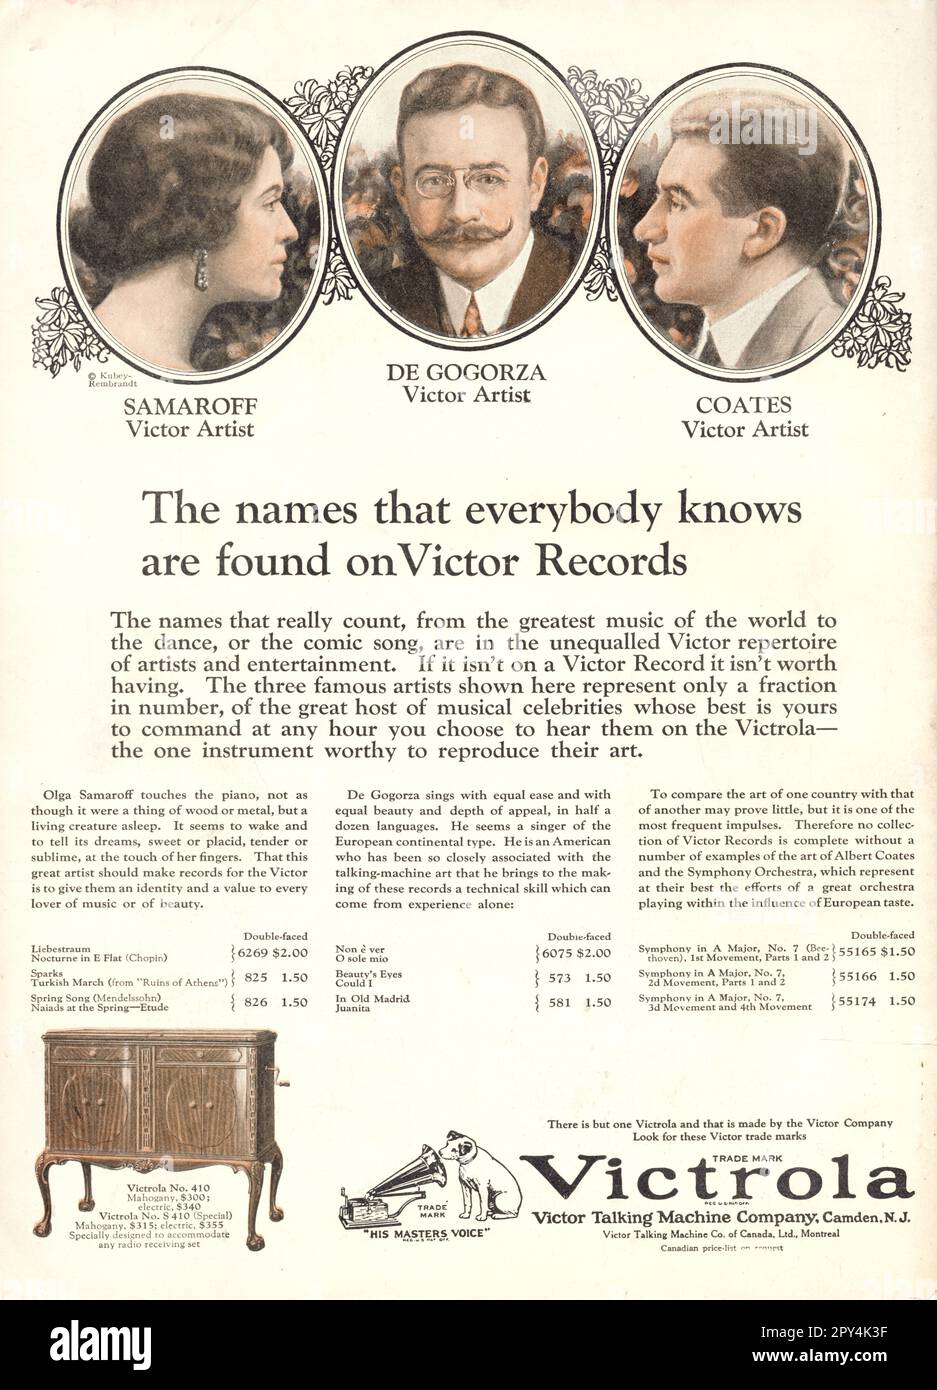 © Kubey-
Rembrandt
SAMAROFF
Victor Artist
DE GOGORZA
Victor Artist
COATES
Victor Artist
The names that everybody knows
are found on Victor Records
The names that really count, from the greatest music of the world to
the dance, or the comic song, are in the unequalled Victor repertoire
of artists and entertainment. If it isn't on a Victor Record it isn't worth
having. The three famous artists shown here represent only a fraction
in number, of the great host of musical celebrities whose best is yours
to command at any hour you choose to hear them on the Victrola—
the one instrument worthy to reproduce their art.
Olga Samaroff touches the piano, not as
though it were a thing of wood or metal, but a
living creature asleep. It seems to wake and
to tell its dreams, sweet or placid, tender or
sublime, at the touch of her fingers. That this
great artist should make records for the Victor
is to give them an identity and a value to every
lover of music or of beauty.
Double-faced
Liebestraum
Nocturne in E Flat (Chopin) } 6269 $2.00
Sparks
Turkish March (from "Ruins of Athens") } 825 1.50
Spring Song (Mendelssohn)
Naiads at the Spring—Etude } 826 1.50
De Gogorza sings with equal ease and with
equal beauty and depth of appeal, in half a
dozen languages. He seems a singer of the
European continental type. He is an American
who has been so closely associated with the
talking-machine art that he brings to the mak-
ing of these records a technical skill which can
come from experience alone:
Double-faced
Non è ver
O sole mio } 6075 $2.00
Beauty's Eyes
Could I } 573 1.50
In Old Madrid
Juanita } 581 1.50
To compare the art of one country with that
of another may prove little, but it is one of the
most frequent impulses. Therefore no collec-
tion of Victor Records is complete without a
number of examples of the art of Albert Coates
and the Symphony Orchestra, which represent
at their best the efforts of a great orchestra
playing within the influence of European taste.
Double-faced
Symphony in A Major, No. 7 (Bee-
thoven), 1st Movement, Parts 1 and 2 } 55165 $1.50
Symphony in A Major, No. 7,
2d Movement, Parts 1 and 2 } 55166 1.50
Symphony in A Major, No. 7,
3d Movement and 4th Movement } 55174 1.50
Victrola No. 410
Mahogany, $300;
electric, $340
Victrola No. S 410 (Special)
Mahogany, $315; electric, $355
Specially designed to accommodate
any radio receiving set
TRADE
MARK
"HIS MASTERS VOICE"
REG. U.S. PAT. OFF.
There is but one Victrola and that is made by the Victor Company
Look for these Victor trade marks
TRADE MARK
Victrola
REG. U.S. PAT. OFF.
Victor Talking Machine Company, Camden, N.J.
Victor Talking Machine Co. of Canada, Ltd., Montreal
Canadian price-list on request
alamy
Image ID: 2PY4K3F
www.alamy.com